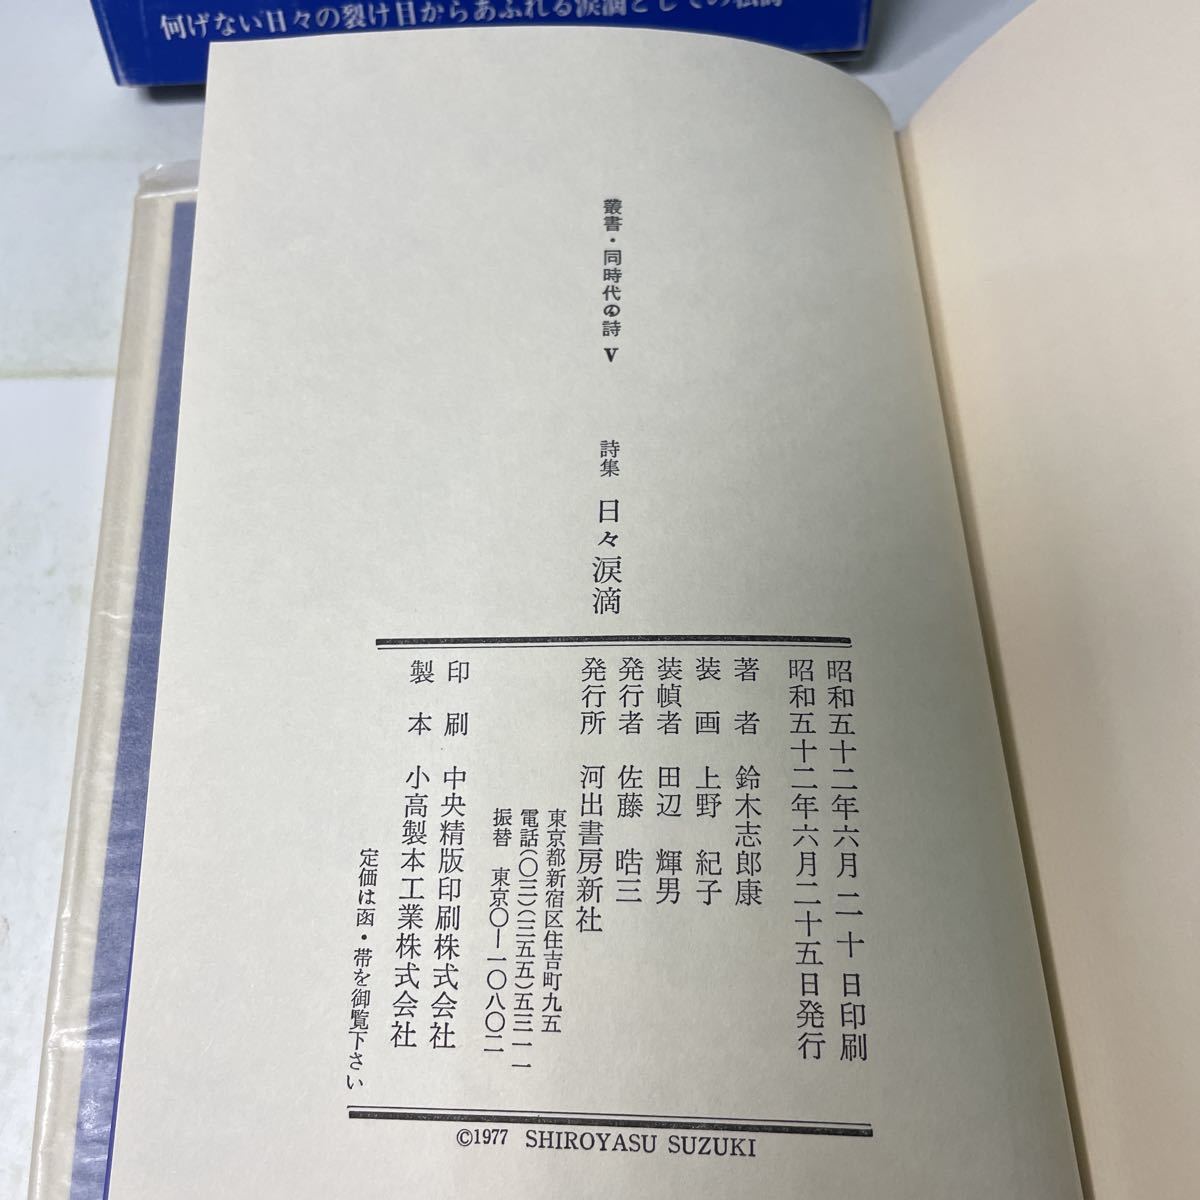 何げない日々の裂け目からあふれる涙滴としての私詩
叢書・同時代の詩 V
詩集 日々涙滴
昭和五十二年六月二十日印刷
昭和五十二年六月二十五日発行
著者 鈴木志郎康
装画 上野紀子
装幀者 田辺輝男
発行者 佐藤晧三
発行所 河出書房新社
東京都新宿区住吉町九五
電話(〇三)(三五五)五三一一
振替 東京〇―一〇八〇二
印刷 中央精版印刷株式会社
製本 小高製本工業株式会社
定価は函・帯を御覧下さい
©1977 SHIROYASU SUZUKI